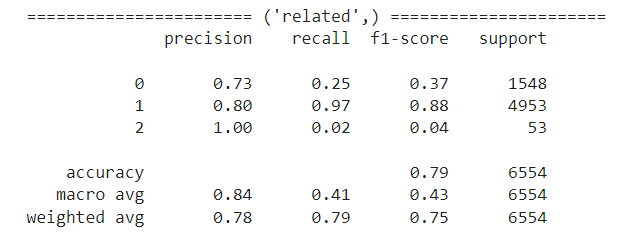 ======================= ('related',) ======================
precision recall f1-score support
0 0.73 0.25 0.37 1548
1 0.80 0.97 0.88 4953
2 1.00 0.02 0.04 53
accuracy 0.79 6554
macro avg 0.84 0.41 0.43 6554
weighted avg 0.78 0.79 0.75 6554